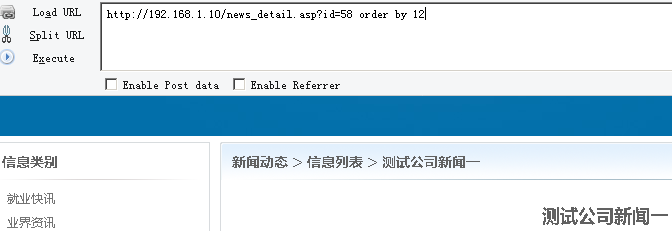 Load URL
http://192.168.1.10/news_detail.asp?id=58 order by 12
Split URL
Execute
Enable Post data
Enable Referrer
信息类别
新闻动态 > 信息列表 > 测试公司新闻一
就业快讯
测试公司新闻一
业界资讯